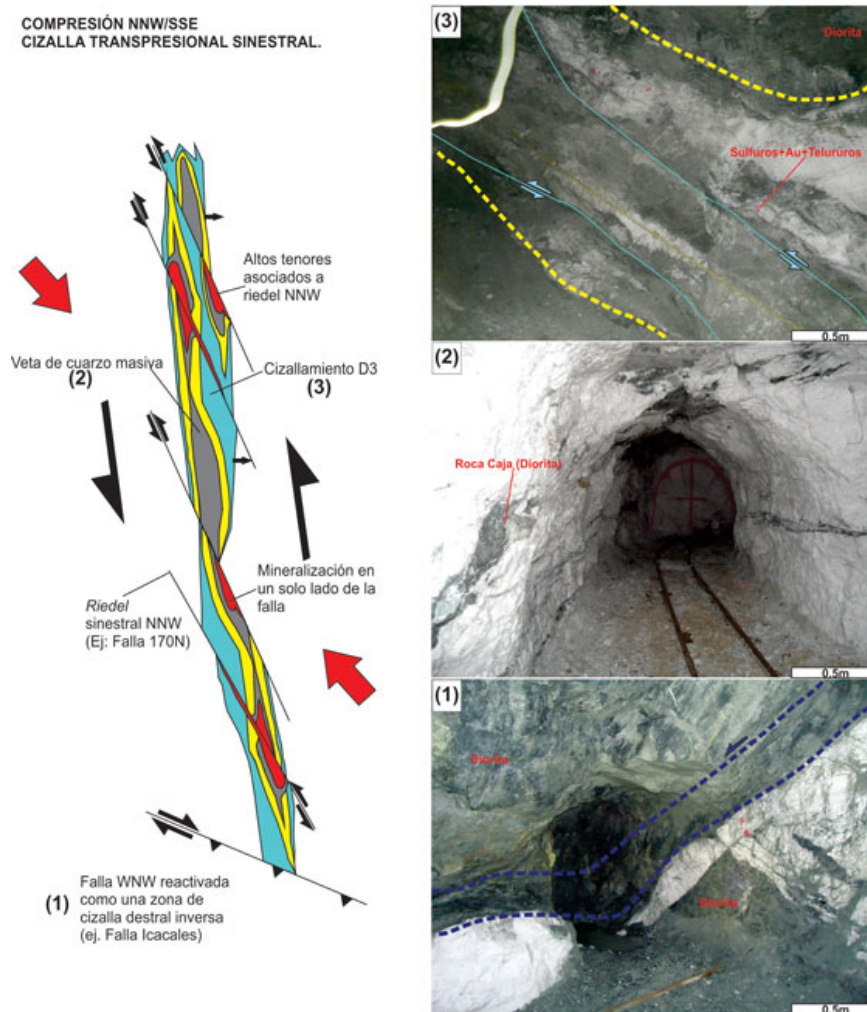 COMPRESIÓN NNW/SSE
CIZALLA TRANSPRESIONAL SINESTRAL.
Altos tenores
asociados a
riedel NNW
Veta de cuarzo masiva
(2)
Cizallamiento D3
(3)
Mineralización en
un solo lado de la
falla
Riedel
sinestral NNW
(Ej: Falla 170N)
(1)
Falla WNW reactivada
como una zona de
cizalla destral inversa
(ej. Falla Icacales)
(3)
Diorita
Sulfuros+Au+Telururos
0.5m
(2)
Roca Caja (Diorita)
0.5m
(1)
Diorita
Diorita
0.5m